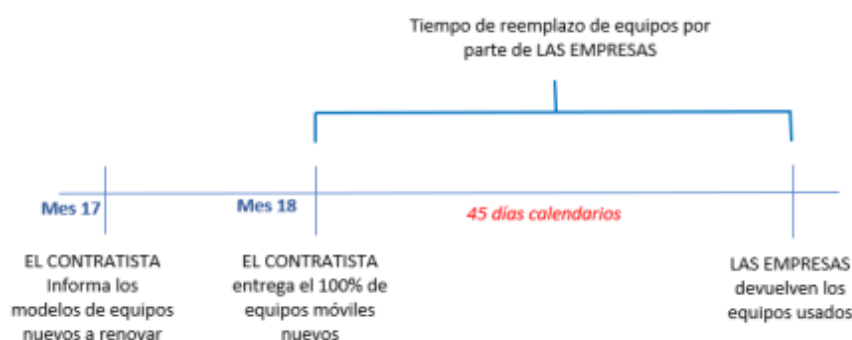 Tiempo de reemplazo de equipos por
parte de LAS EMPRESAS
Mes 17
Mes 18
45 días calendarios
EL CONTRATISTA
Informa los
modelos de equipos
nuevos a renovar
EL CONTRATISTA
entrega el 100% de
equipos móviles
nuevos
LAS EMPRESAS
devuelven los
equipos usados